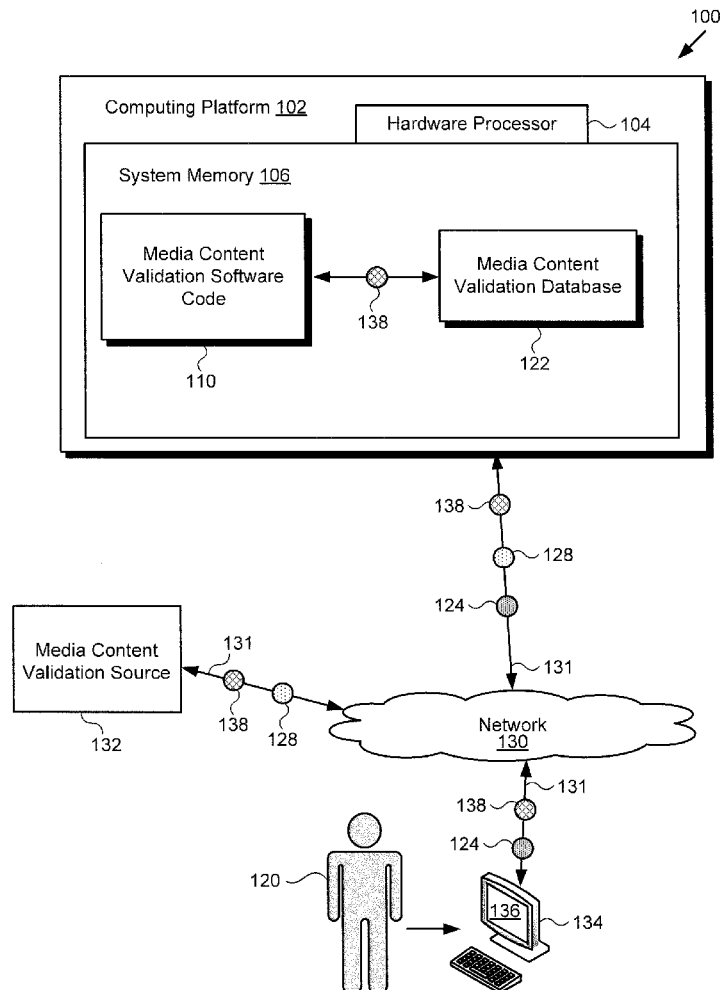 100
Computing Platform 102
Hardware Processor
104
System Memory 106
Media Content
Validation Software
Code
138
Media Content
Validation Database
110
122
138
128
124
131
Media Content
Validation Source
131
138
128
132
Network
130
131
138
124
120
136
134